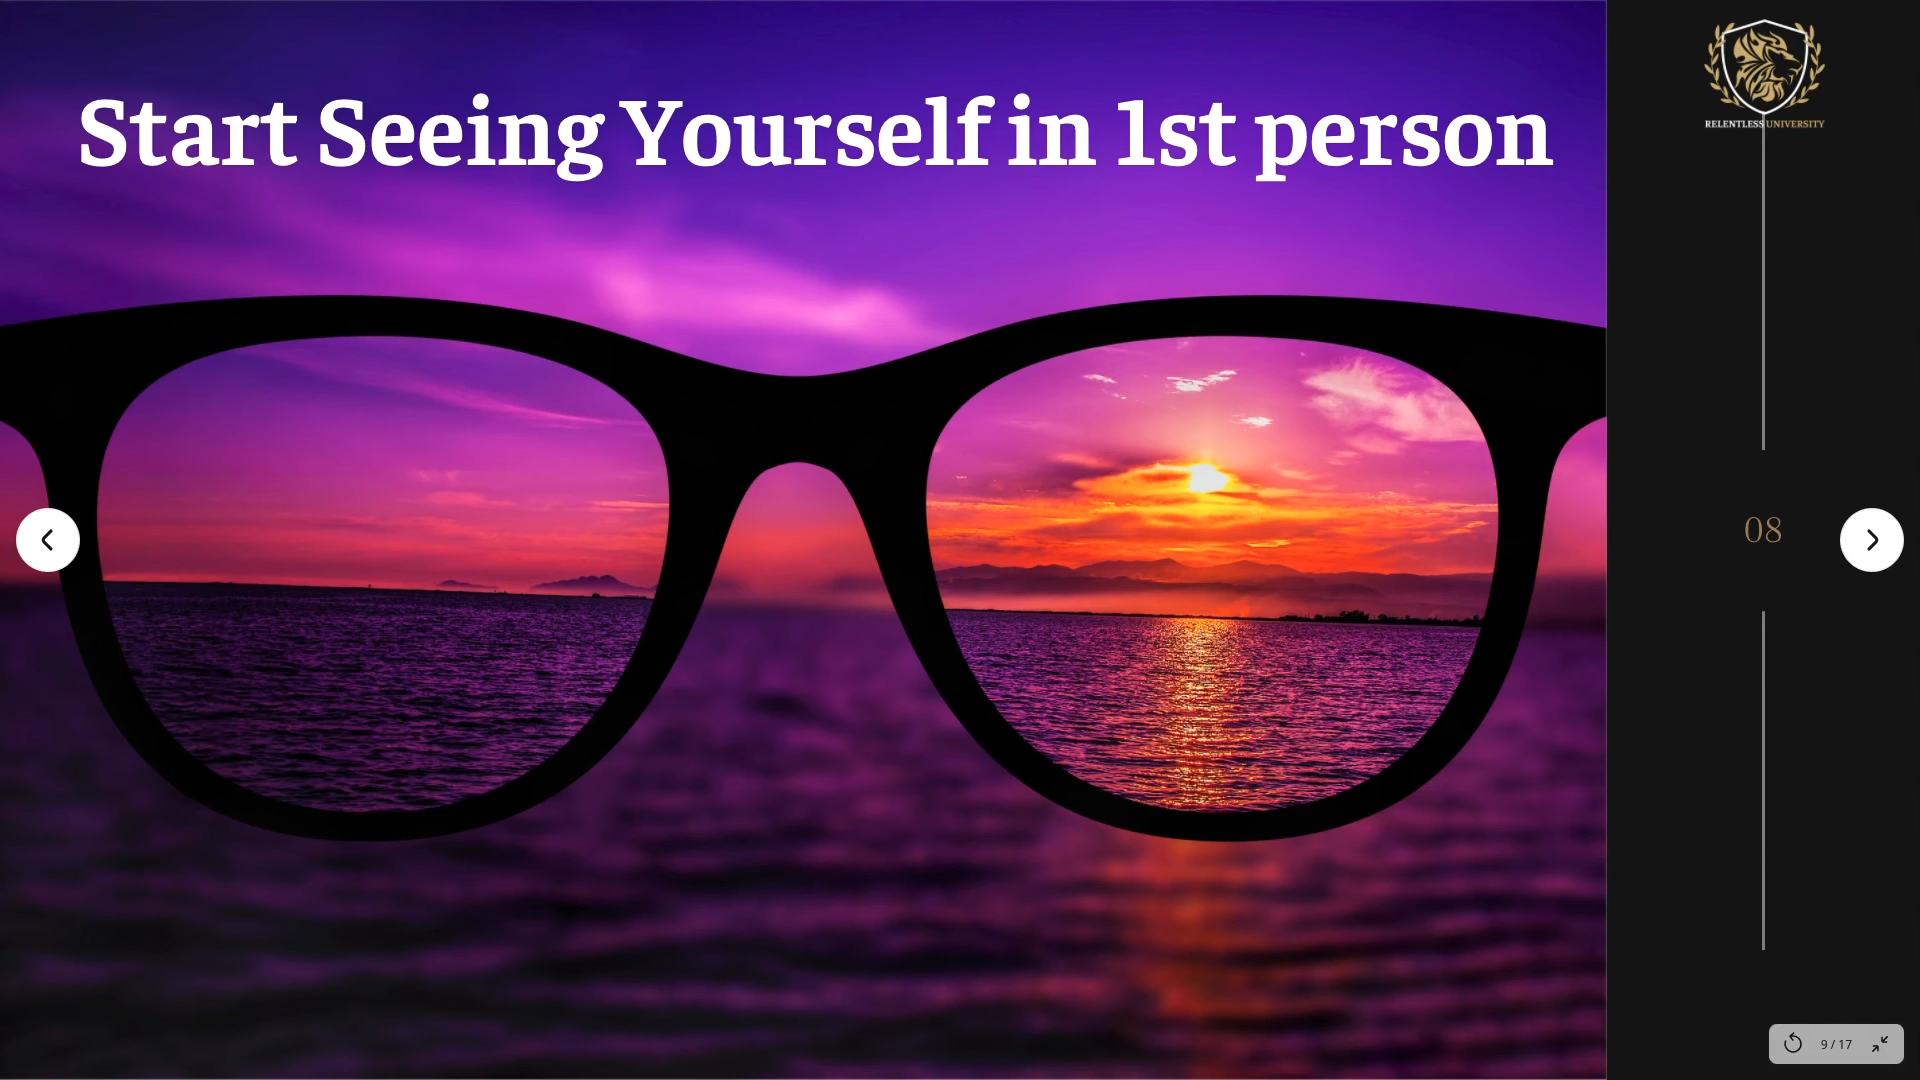 Start Seeing Yourself in 1st person
RELENTLESS UNIVERSITY
08
9 / 17